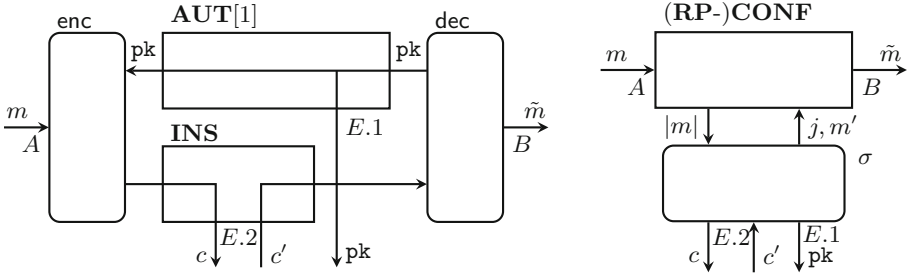 enc
AUT[1]
dec
pk
pk
m
A
E.1
m̃
B
INS
E.2
c
c′
pk
(RP-)CONF
m
A
m̃
B
|m|
j, m′
σ
E.2
E.1
c
c′
pk